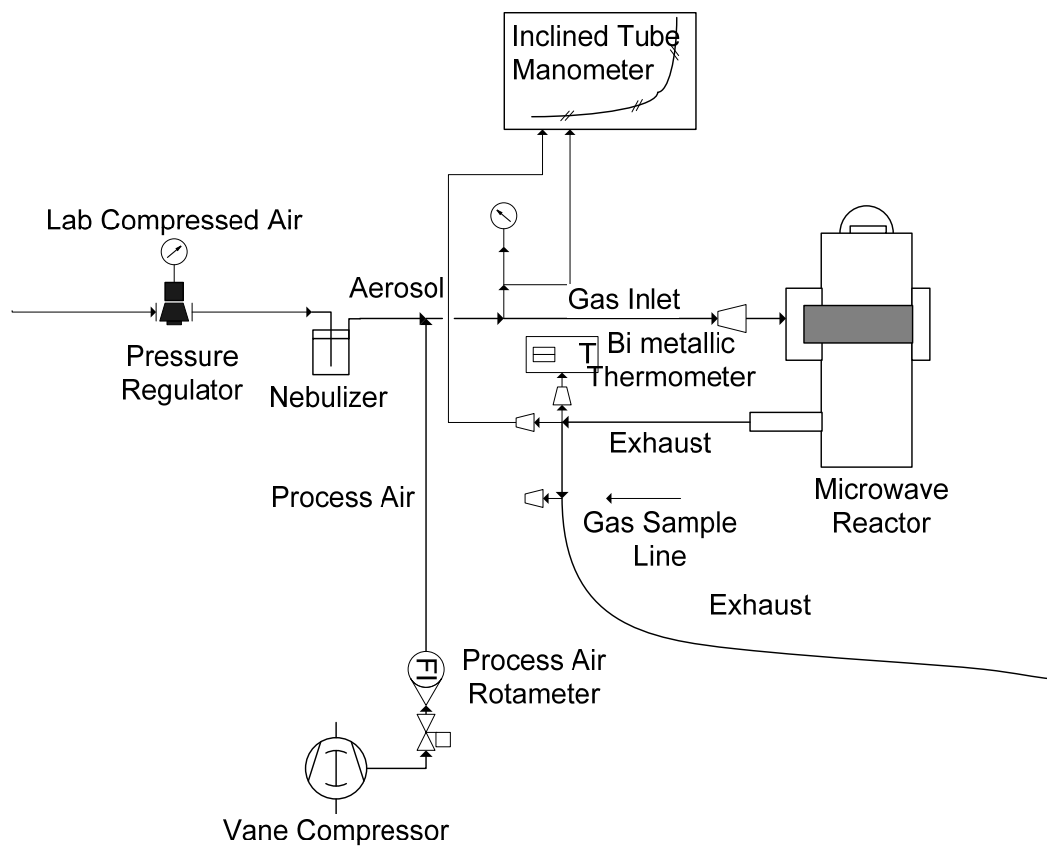 Inclined Tube
Manometer
Lab Compressed Air
Aerosol
Gas Inlet
Pressure
Regulator
Nebulizer
T
Bi metallic
Thermometer
Exhaust
Process Air
Gas Sample
Line
Microwave
Reactor
Exhaust
FI
Process Air
Rotameter
Vane Compressor